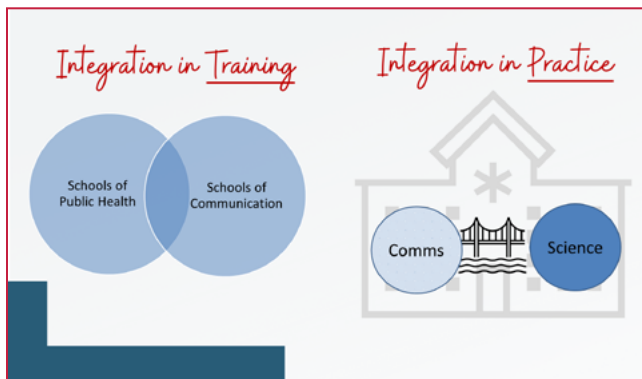 Integration in Training
Schools of
Public Health
Schools of
Communication
Integration in Practice
Comms
Science